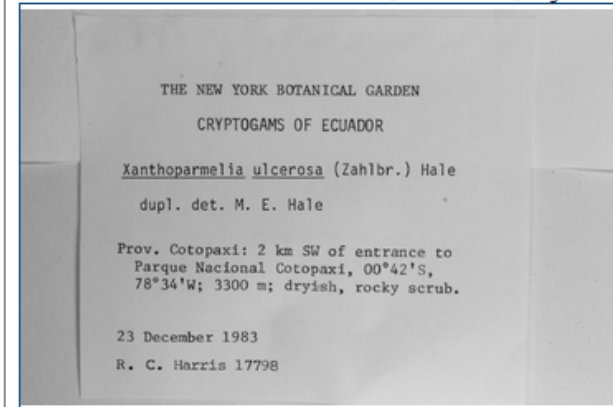 THE NEW YORK BOTANICAL GARDEN
CRYPTOGAMS OF ECUADOR
Xanthoparmelia ulcerosa (Zahlbr.) Hale
dupl. det. M. E. Hale
Prov. Cotopaxi: 2 km SW of entrance to
Parque Nacional Cotopaxi, 00°42'S,
78°34'W; 3300 m; dryish, rocky scrub.
23 December 1983
R. C. Harris 17798